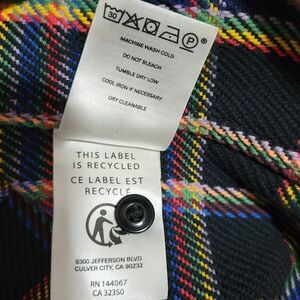 30 P ®
MACHINE WASH COLD
DO NOT BLEACH
TUMBLE DRY LOW
COOL IRON IF NECESSARY
DRY CLEANABLE
THIS LABEL
IS RECYCLED
CE LABEL EST
RECYCLÉ
9300 JEFFERSON BLVD
CULVER CITY, CA 90232
RN 144067
CA 32350